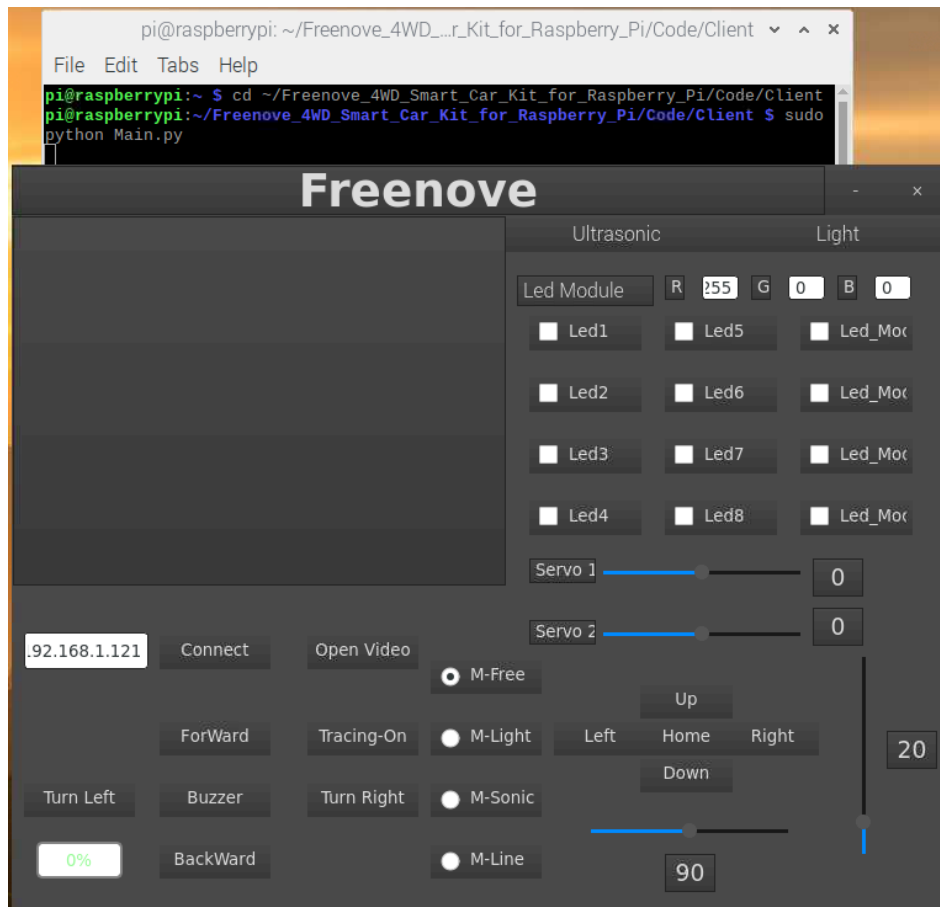 pi@raspberrypi: ~/Freenove_4WD_...r_Kit_for_Raspberry_Pi/Code/Client
File Edit Tabs Help
pi@raspberrypi:~ $ cd ~/Freenove_4WD_Smart_Car_Kit_for_Raspberry_Pi/Code/Client
pi@raspberrypi:~/Freenove_4WD_Smart_Car_Kit_for_Raspberry_Pi/Code/Client $ sudo
python Main.py
Freenove - ×
Ultrasonic Light
Led Module R 255 G 0 B 0
Led1 Led5 Led_Mod
Led2 Led6 Led_Mod
Led3 Led7 Led_Mod
Led4 Led8 Led_Mod
Servo 1 0
Servo 2 0
.92.168.1.121 Connect Open Video
M-Free
Up
ForWard Tracing-On M-Light Left Home Right
20
Down
Turn Left Buzzer Turn Right M-Sonic
0% BackWard M-Line
90